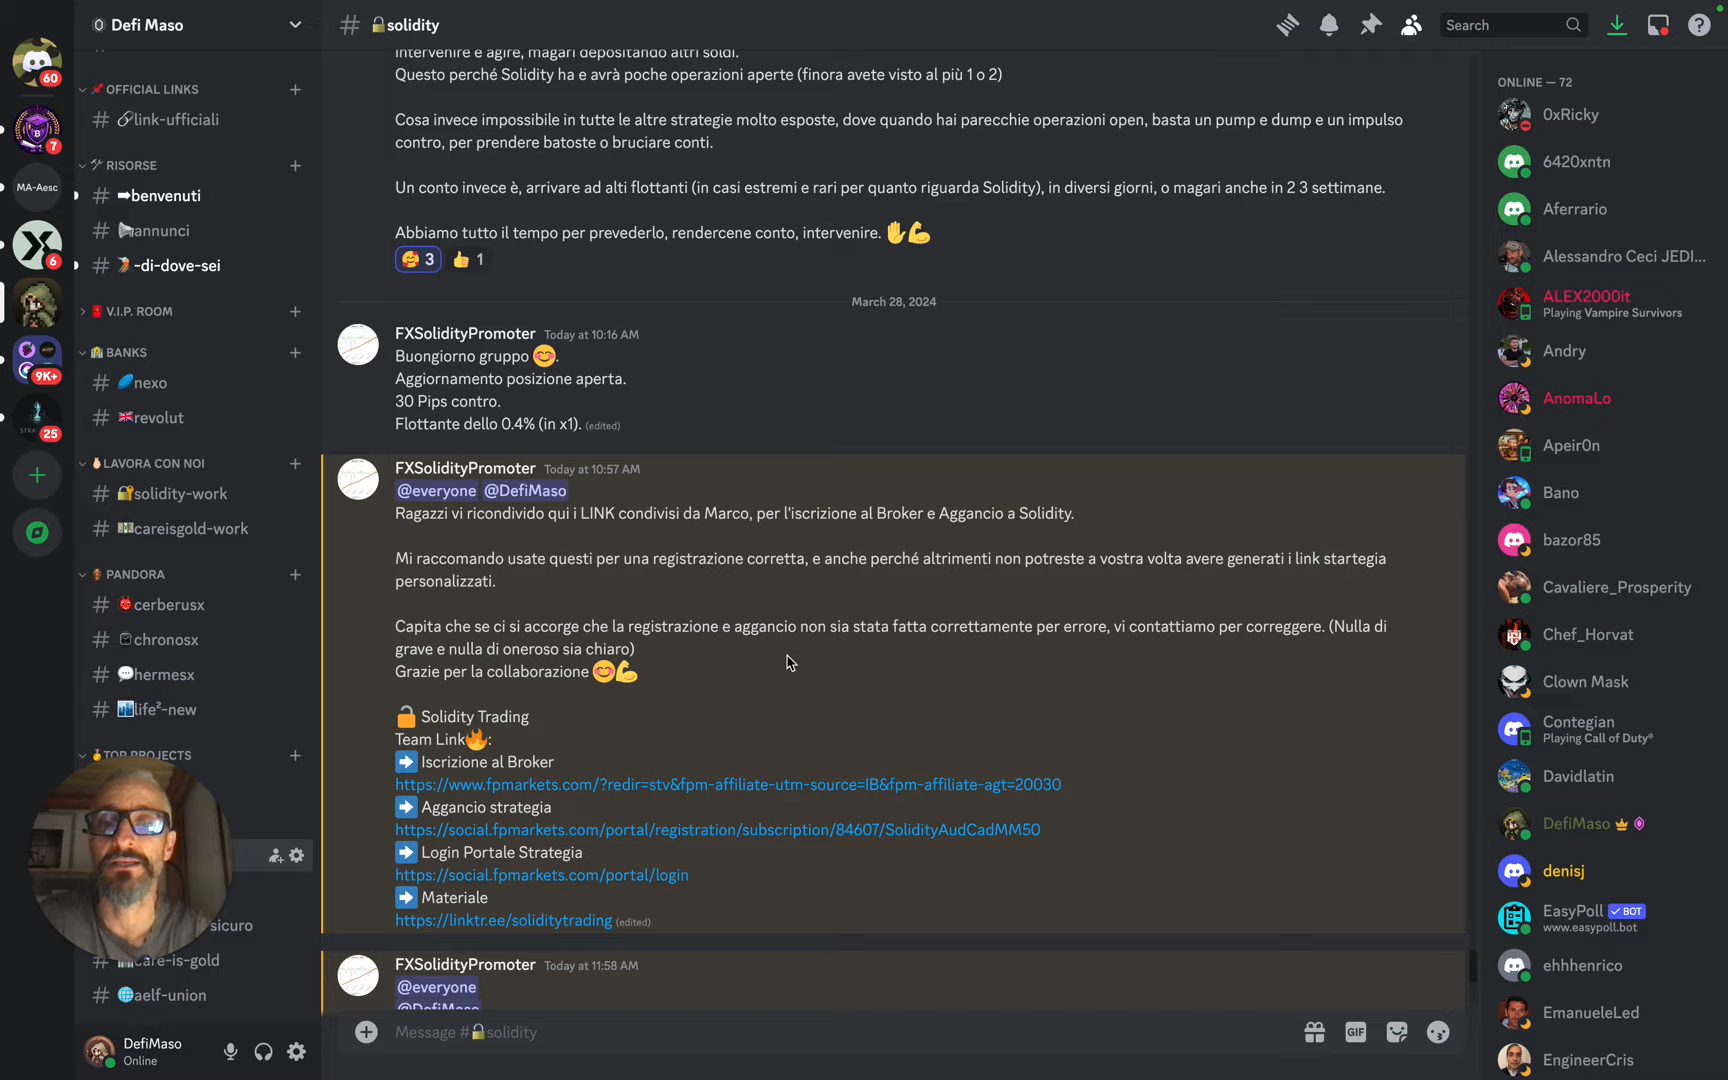 Defi Maso
60
7
MA-Aesc
6
9K+
25
OFFICIAL LINKS
link-ufficiali
RISORSE
benvenuti
annunci
-di-dove-sei
V.I.P. ROOM
BANKS
nexo
revolut
LAVORA CON NOI
solidity-work
careisgold-work
PANDORA
cerberusx
chronosx
hermesx
life²-new
TOP PROJECTS
sicuro
care-is-gold
aelf-union
DefiMaso
Online
# solidity
Search
intervenire e agire, magari depositando altri soldi.
Questo perché Solidity ha e avrà poche operazioni aperte (finora avete visto al più 1 o 2)
Cosa invece impossibile in tutte le altre strategie molto esposte, dove quando hai parecchie operazioni open, basta un pump e dump e un impulso
contro, per prendere batoste o bruciare conti.
Un conto invece è, arrivare ad alti flottanti (in casi estremi e rari per quanto riguarda Solidity), in diversi giorni, o magari anche in 2 3 settimane.
Abbiamo tutto il tempo per prevederlo, rendercene conto, intervenire. ✋💪
🥰 3 👍 1
March 28, 2024
FXSolidityPromoter Today at 10:16 AM
Buongiorno gruppo 😊.
Aggiornamento posizione aperta.
30 Pips contro.
Flottante dello 0.4% (in x1). (edited)
FXSolidityPromoter Today at 10:57 AM
@everyone @DefiMaso
Ragazzi vi ricondivido qui i LINK condivisi da Marco, per l'iscrizione al Broker e Aggancio a Solidity.
Mi raccomando usate questi per una registrazione corretta, e anche perché altrimenti non potreste a vostra volta avere generati i link startegia
personalizzati.
Capita che se ci si accorge che la registrazione e aggancio non sia stata fatta correttamente per errore, vi contattiamo per correggere. (Nulla di
grave e nulla di oneroso sia chiaro)
Grazie per la collaborazione 😊💪
🔓 Solidity Trading
Team Link🔥:
➡️ Iscrizione al Broker
https://www.fpmarkets.com/?redir=stv&fpm-affiliate-utm-source=IB&fpm-affiliate-agt=20030
➡️ Aggancio strategia
https://social.fpmarkets.com/portal/registration/subscription/84607/SolidityAudCadMM50
➡️ Login Portale Strategia
https://social.fpmarkets.com/portal/login
➡️ Materiale
https://linktr.ee/soliditytrading (edited)
FXSolidityPromoter Today at 11:58 AM
@everyone
@DefiMaso
Message #🔒solidity
GIF
ONLINE — 72
0xRicky
6420xntn
Aferrario
Alessandro Ceci JEDI...
ALEX2000it
Playing Vampire Survivors
Andry
AnomaLo
Apeir0n
Bano
bazor85
Cavaliere_Prosperity
Chef_Horvat
Clown Mask
Contegian
Playing Call of Duty®
Davidlatin
DefiMaso
denisj
EasyPoll ✓ BOT
www.easypoll.bot
ehhhenrico
EmanueleLed
EngineerCris